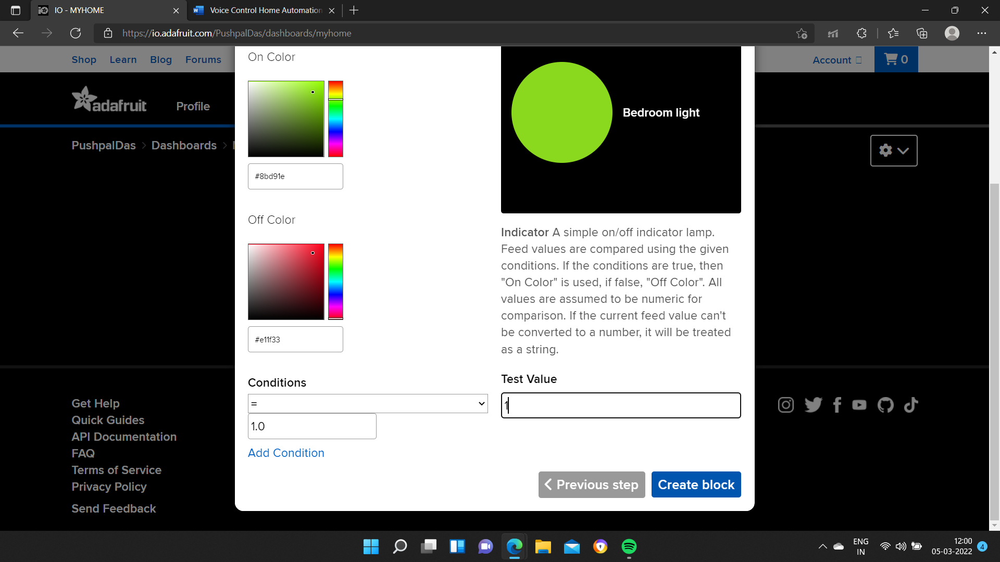 IO - MYHOME
Voice Control Home Automation
https://io.adafruit.com/PushpalDas/dashboards/myhome
Shop Learn Blog Forums
Account
0
adafruit
Profile
PushpalDas > Dashboards >
On Color
#8bd91e
Off Color
#e11f33
Conditions
=
1.0
Add Condition
Bedroom light
Indicator A simple on/off indicator lamp.
Feed values are compared using the given
conditions. If the conditions are true, then
"On Color" is used, if false, "Off Color". All
values are assumed to be numeric for
comparison. If the current feed value can't
be converted to a number, it will be treated
as a string.
Test Value
1
Previous step
Create block
Get Help
Quick Guides
API Documentation
FAQ
Terms of Service
Privacy Policy
Send Feedback
ENG
IN
12:00
05-03-2022
4